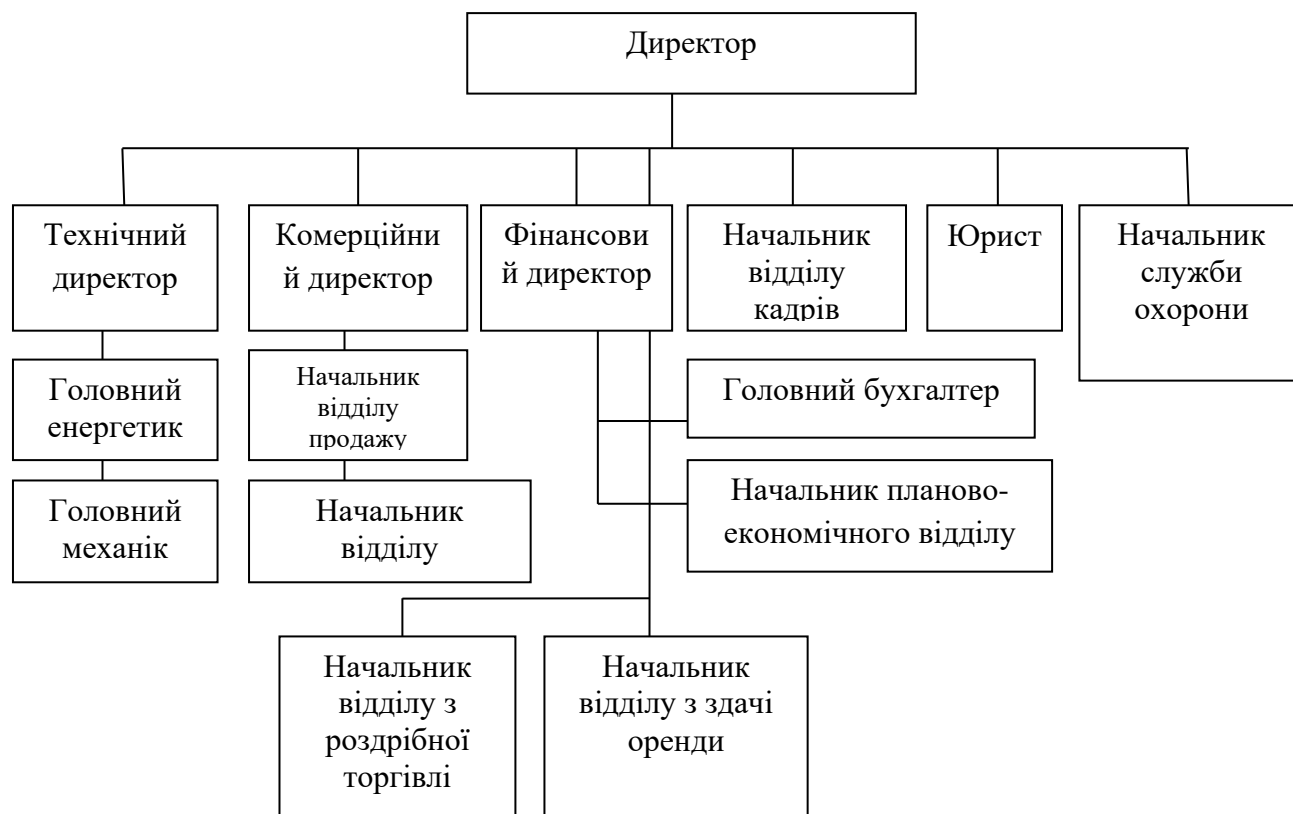 Директор
Технічний
директор
Комерційни
й директор
Фінансови
й директор
Начальник
відділу
кадрів
Юрист
Начальник
служби
охорони
Головний
енергетик
Начальник
відділу
продажу
Головний бухгалтер
Головний
механік
Начальник
відділу
Начальник планово-
економічного відділу
Начальник
відділу з
роздрібної
торгівлі
Начальник
відділу з здачі
оренди